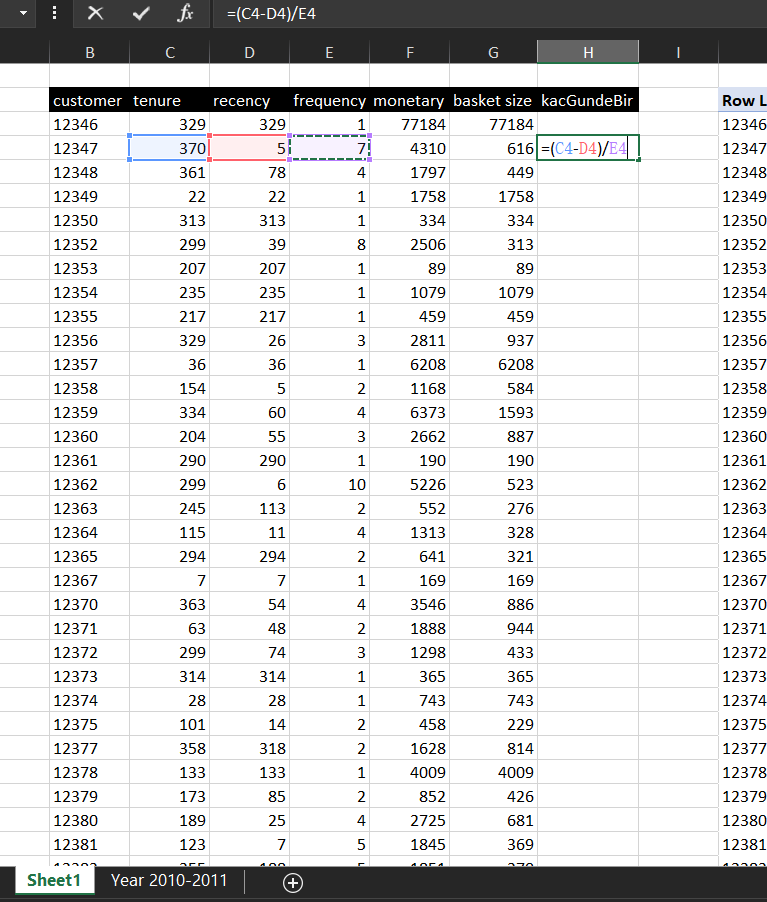 =(C4-D4)/E4
B C D E F G H I
customer tenure recency frequency monetary basket size kacGundeBir Row L
12346 329 329 1 77184 77184 12346
12347 370 5 7 4310 616 =(C4-D4)/E4 12347
12348 361 78 4 1797 449 12348
12349 22 22 1 1758 1758 12349
12350 313 313 1 334 334 12350
12352 299 39 8 2506 313 12352
12353 207 207 1 89 89 12353
12354 235 235 1 1079 1079 12354
12355 217 217 1 459 459 12355
12356 329 26 3 2811 937 12356
12357 36 36 1 6208 6208 12357
12358 154 5 2 1168 584 12358
12359 334 60 4 6373 1593 12359
12360 204 55 3 2662 887 12360
12361 290 290 1 190 190 12361
12362 299 6 10 5226 523 12362
12363 245 113 2 552 276 12363
12364 115 11 4 1313 328 12364
12365 294 294 2 641 321 12365
12367 7 7 1 169 169 12367
12370 363 54 4 3546 886 12370
12371 63 48 2 1888 944 12371
12372 299 74 3 1298 433 12372
12373 314 314 1 365 365 12373
12374 28 28 1 743 743 12374
12375 101 14 2 458 229 12375
12377 358 318 2 1628 814 12377
12378 133 133 1 4009 4009 12378
12379 173 85 2 852 426 12379
12380 189 25 4 2725 681 12380
12381 123 7 5 1845 369 12381
Sheet1 Year 2010-2011